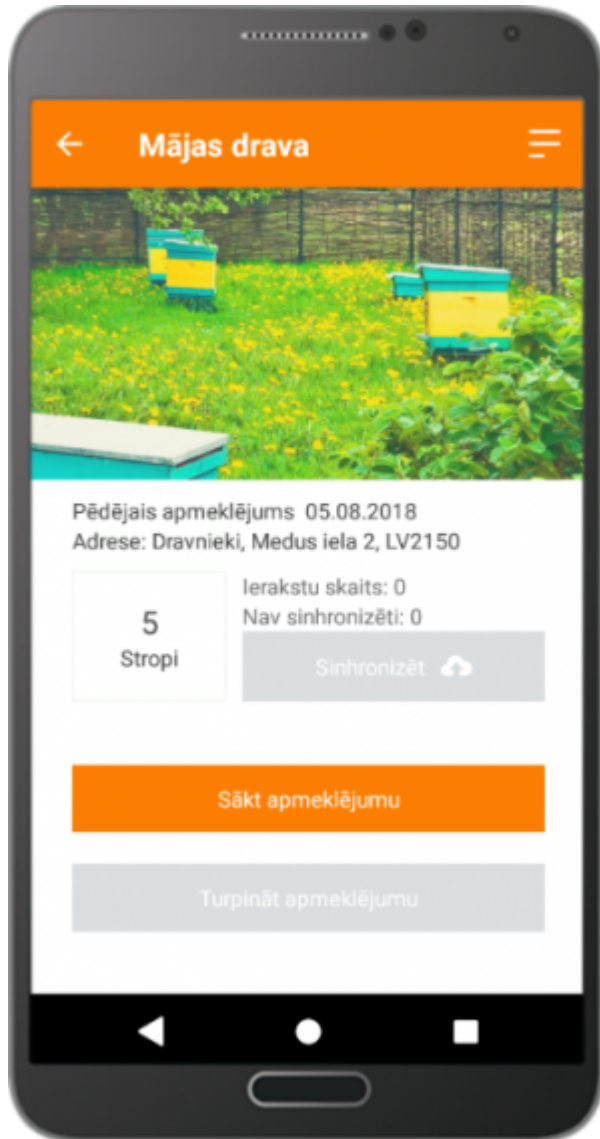 Mājas drava
Pēdējais apmeklējums 05.08.2018
Adrese: Dravnieki, Medus iela 2, LV2150
5
Stropi
Ierakstu skaits: 0
Nav sinhronizēti: 0
Sinhronizēt
Sākt apmeklējumu
Turpināt apmeklējumu